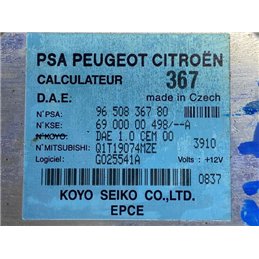 PSA PEUGEOT CITROËN
CALCULATEUR 367
D.A.E. made in Czech
N°PSA: 96 508 367 80
N°KSE: 69 000 00 498/--A
N°KOYO: DAE 1.0 CEM 00
N°MITSUBISHI: Q1T19074MZE 3910
Logiciel: G025541A Volts: +12V
0837
KOYO SEIKO CO.,LTD.
EPCE